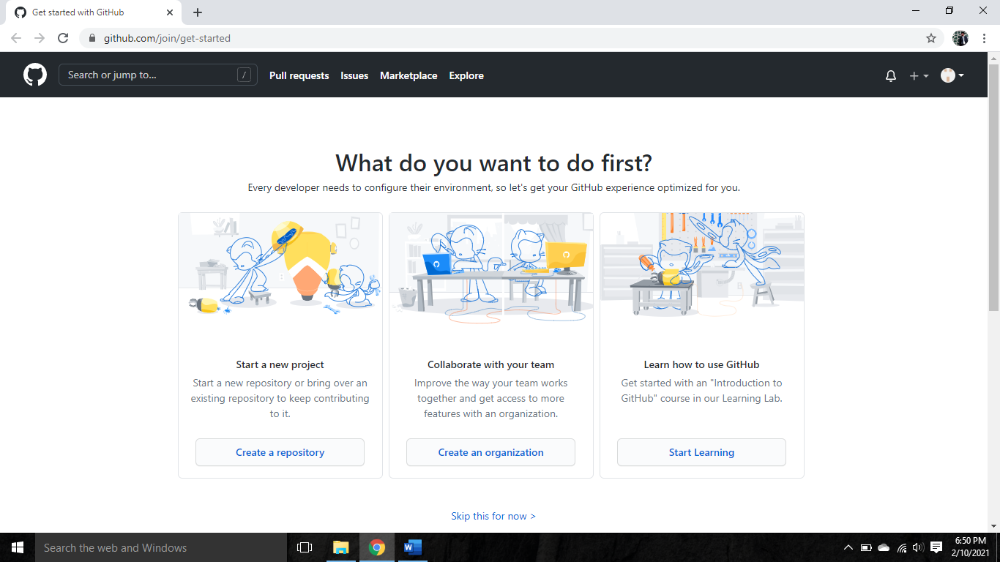 Get started with GitHub
github.com/join/get-started
Search or jump to... /
Pull requests Issues Marketplace Explore
What do you want to do first?
Every developer needs to configure their environment, so let's get your GitHub experience optimized for you.
Start a new project
Start a new repository or bring over an
existing repository to keep contributing
to it.
Create a repository
Collaborate with your team
Improve the way your team works
together and get access to more
features with an organization.
Create an organization
Learn how to use GitHub
Get started with an "Introduction to
GitHub" course in our Learning Lab.
Start Learning
Skip this for now >
Search the web and Windows
W
6:50 PM
2/10/2021